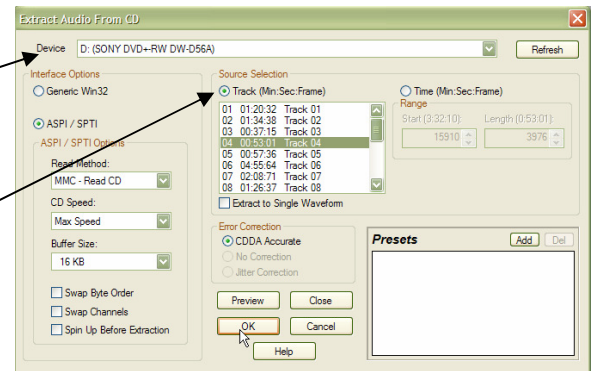 Extract Audio From CD
Device D: (SONY DVD+-RW DW-D56A) Refresh
Interface Options
Generic Win32
ASPI / SPTI
ASPI / SPTI Options
Read Method:
MMC - Read CD
CD Speed:
Max Speed
Buffer Size:
16 KB
Swap Byte Order
Swap Channels
Spin Up Before Extraction
Source Selection
Track (Min:Sec:Frame)
01 01:20:32 Track 01
02 01:34:38 Track 02
03 00:37:15 Track 03
04 00:53:01 Track 04
05 00:57:36 Track 05
06 04:55:64 Track 06
07 02:08:71 Track 07
08 01:26:37 Track 08
Extract to Single Waveform
Time (Min:Sec:Frame)
Range
Start (3:32:10) Length (0:53:01)
15910 3976
Error Correction
CDDA Accurate
No Correction
Jitter Correction
Preview Close
OK Cancel
Help
Presets Add Del